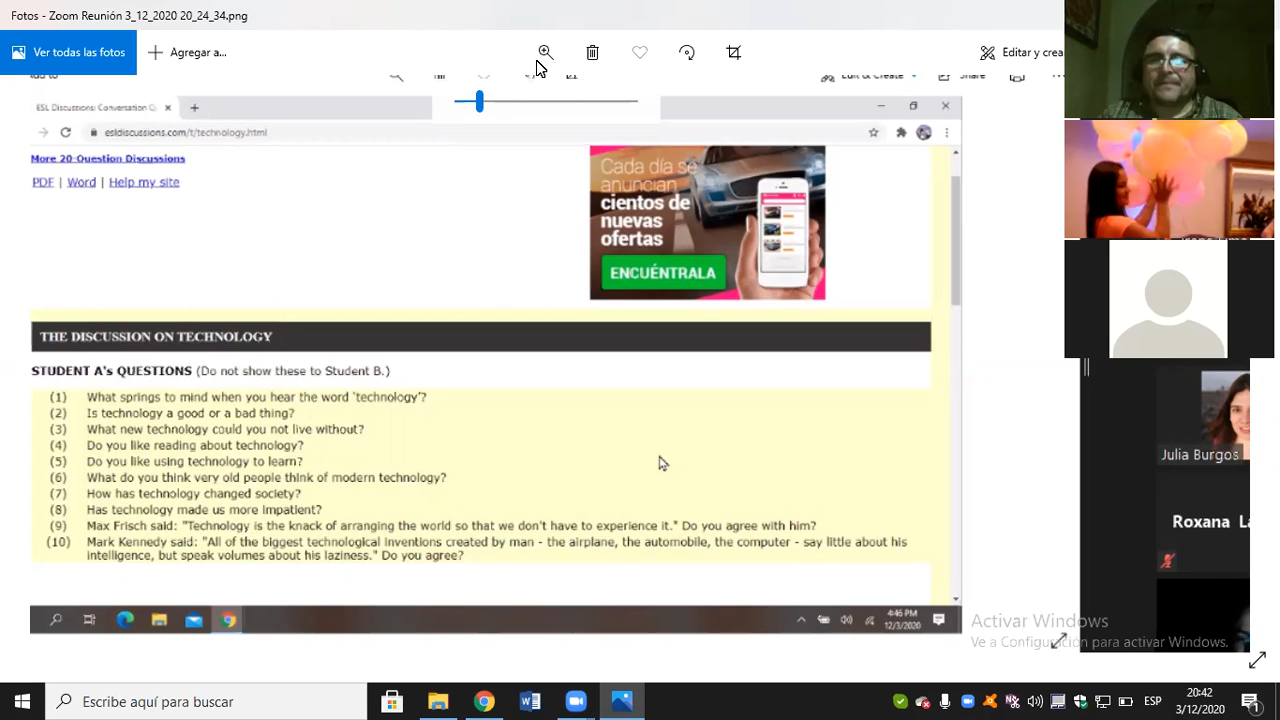 Fotos - Zoom Reunión 3_12_2020 20_24_34.png
Ver todas las fotos
Agregar a...
Editar y crea
Edit & Create
Share
ESL Discussions: Conversation Q
esldiscussions.com/t/technology.html
More 20-Question Discussions
PDF | Word | Help my site
Cada día se
anuncian
cientos de
nuevas
ofertas
ENCUÉNTRALA
THE DISCUSSION ON TECHNOLOGY
STUDENT A's QUESTIONS (Do not show these to Student B.)
(1) What springs to mind when you hear the word 'technology'?
(2) Is technology a good or a bad thing?
(3) What new technology could you not live without?
(4) Do you like reading about technology?
(5) Do you like using technology to learn?
(6) What do you think very old people think of modern technology?
(7) How has technology changed society?
(8) Has technology made us more impatient?
(9) Max Frisch said: "Technology is the knack of arranging the world so that we don't have to experience it." Do you agree with him?
(10) Mark Kennedy said: "All of the biggest technological inventions created by man - the airplane, the automobile, the computer - say little about his
intelligence, but speak volumes about his laziness." Do you agree?
4:46 PM
12/3/2020
Julia Burgos
Roxana La
Activar Windows
Ve a Configuración para activar Windows.
Escribe aquí para buscar
ESP
20:42
3/12/2020